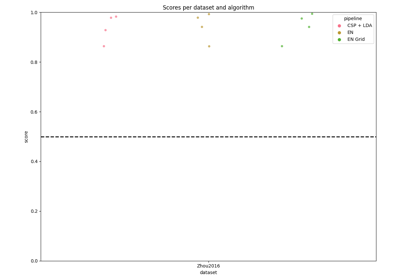 Scores per dataset and algorithm
1.0
0.8
0.6
0.4
0.2
0.0
score
pipeline
CSP + LDA
EN
EN Grid
Zhou2016
dataset